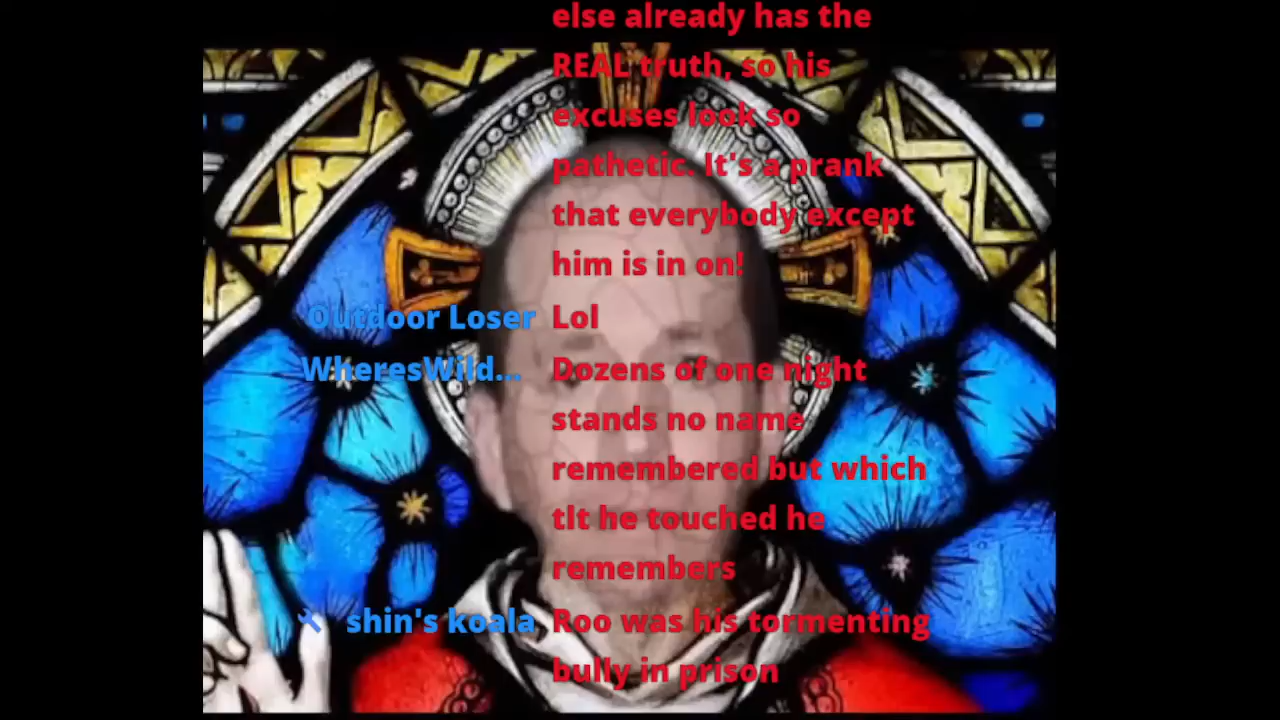 else already has the
REAL truth, so his
excuses look so
pathetic. It's a prank
that everybody except
him is in on!
Outdoor Loser Lol
WheresWild... Dozens of one night
stands no name
remembered but which
tlt he touched he
remembers
shin's koala Roo was his tormenting
bully in prison